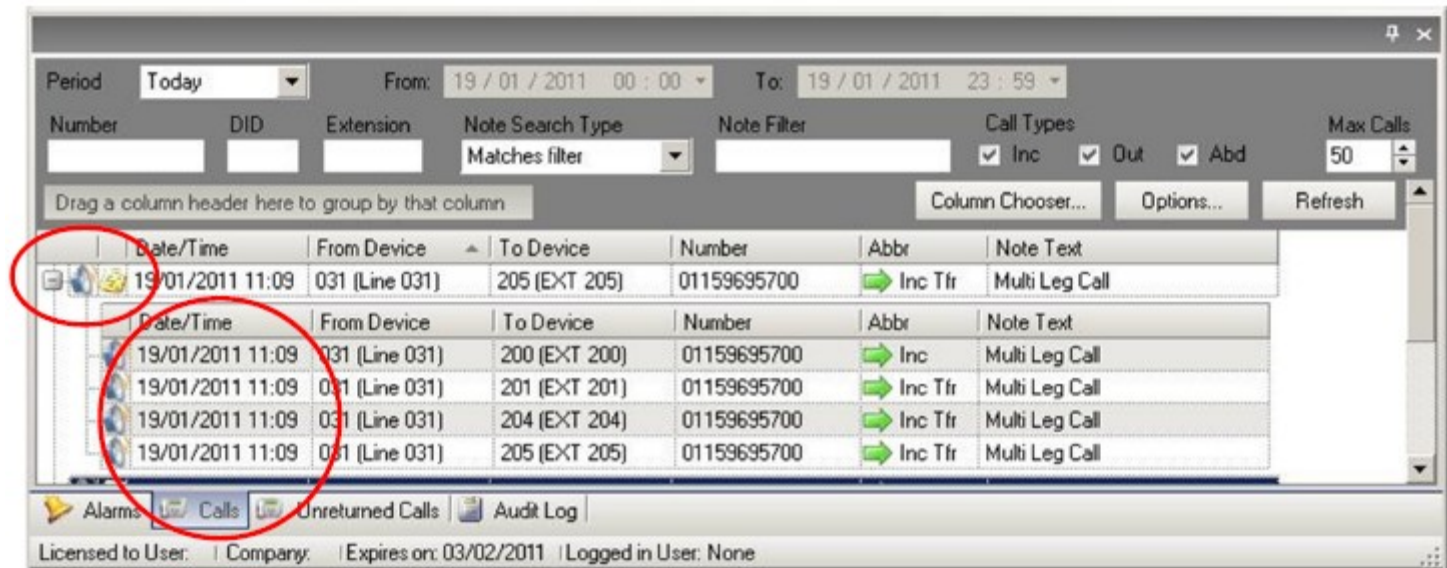 Period Today From: 19 / 01 / 2011 00 : 00 To: 19 / 01 / 2011 23 : 59
Number DID Extension Note Search Type Note Filter Call Types Max Calls
Matches filter Inc Out Abd 50
Drag a column header here to group by that column Column Chooser... Options... Refresh
Date/Time From Device To Device Number Abbr Note Text
19/01/2011 11:09 031 (Line 031) 205 (EXT 205) 01159695700 Inc Tfr Multi Leg Call
Date/Time From Device To Device Number Abbr Note Text
19/01/2011 11:09 031 (Line 031) 200 (EXT 200) 01159695700 Inc Multi Leg Call
19/01/2011 11:09 031 (Line 031) 201 (EXT 201) 01159695700 Inc Tfr Multi Leg Call
19/01/2011 11:09 031 (Line 031) 204 (EXT 204) 01159695700 Inc Tfr Multi Leg Call
19/01/2011 11:09 031 (Line 031) 205 (EXT 205) 01159695700 Inc Tfr Multi Leg Call
Alarms Calls Unreturned Calls Audit Log
Licensed to User: Company: Expires on: 03/02/2011 Logged in User: None